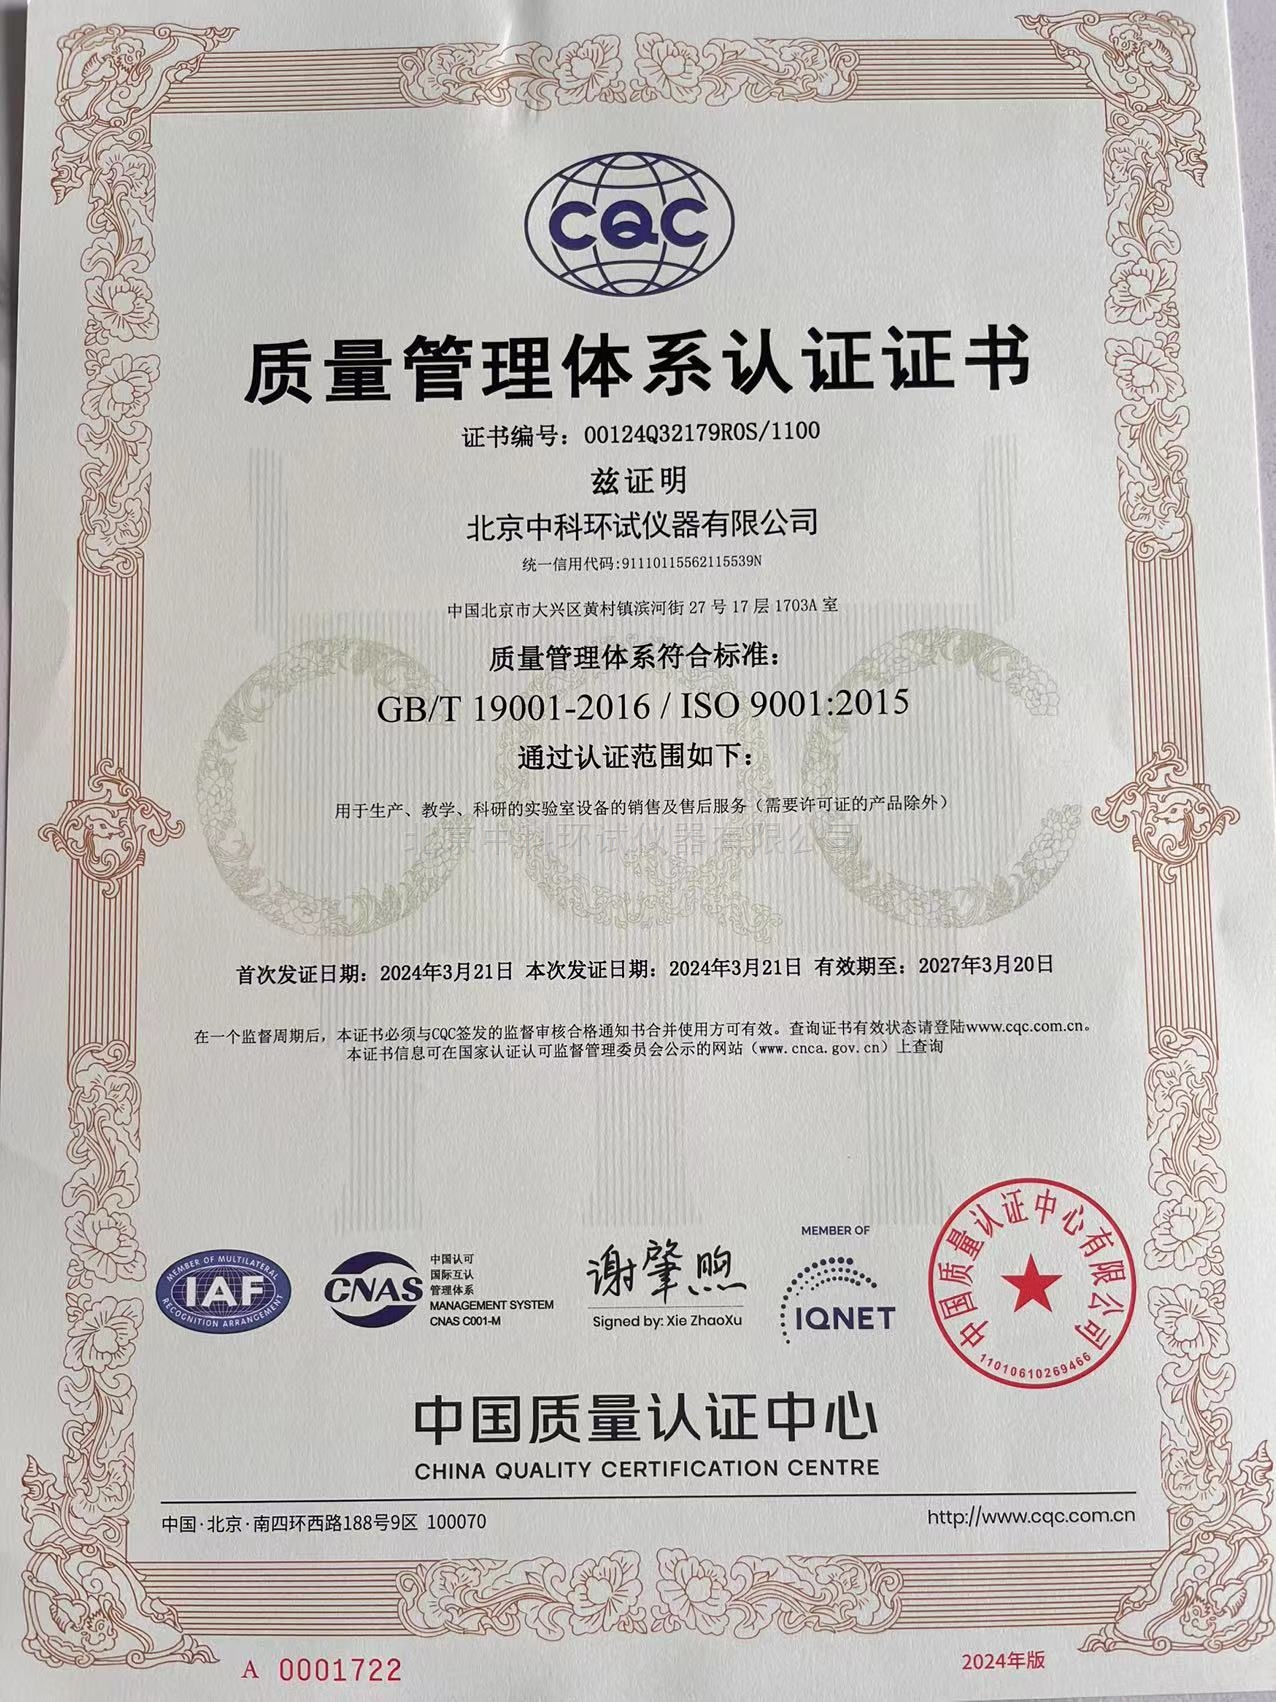 CQC
质量管理体系认证证书
证书编号：00124Q32179R0S/1100
兹证明
北京中科环试仪器有限公司
统一信用代码:91110115562115539N
中国北京市大兴区黄村镇滨河街 27 号 17 层 1703A 室
质量管理体系符合标准：
GB/T 19001-2016 / ISO 9001:2015
通过认证范围如下：
用于生产、教学、科研的实验室设备的销售及售后服务（需要许可证的产品除外）
北京中科环试仪器有限公司
首次发证日期：2024年3月21日 本次发证日期：2024年3月21日 有效期至：2027年3月20日
在一个监督周期后，本证书必须与CQC签发的监督审核合格通知书合并使用方可有效。查询证书有效状态请登陆www.cqc.com.cn。
本证书信息可在国家认证认可监督管理委员会公示的网站（www.cnca.gov.cn）上查询
MEMBER OF MULTILATERAL
IAF
RECOGNITION ARRANGEMENT
CNAS
中国认可
国际互认
管理体系
MANAGEMENT SYSTEM
CNAS C001-M
谢肇煦
Signed by: Xie ZhaoXu
MEMBER OF
IQNET
中国质量认证中心有限公司
11010610269466
中国质量认证中心
CHINA QUALITY CERTIFICATION CENTRE
中国·北京·南四环西路188号9区 100070
http://www.cqc.com.cn
A 0001722
2024年版